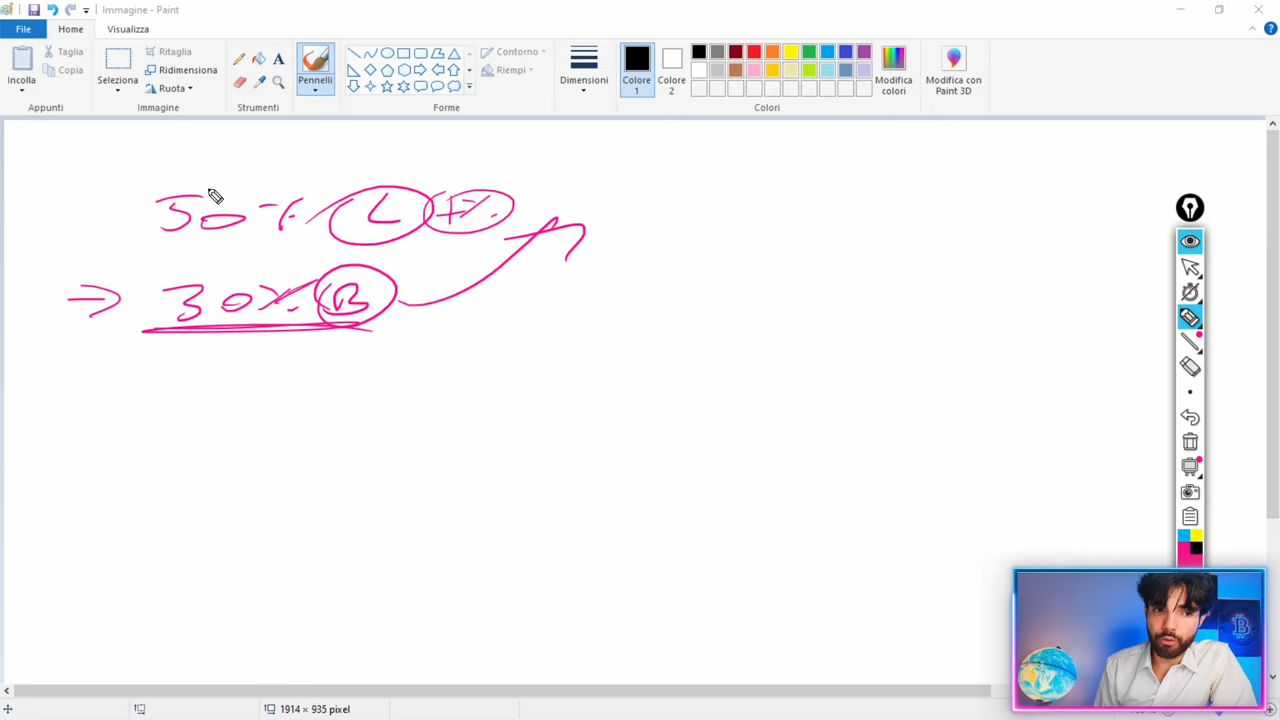 Immagine - Paint
File Home Visualizza
Incolla
Taglia
Copia
Appunti
Seleziona
Ritaglia
Ridimensiona
Ruota
Immagine
Strumenti
Pennelli
Forme
Contorno
Riempi
Dimensioni
Colore 1
Colore 2
Colori
Modifica colori
Modifica con Paint 3D
50% L
30% B
1914 × 935 pixel